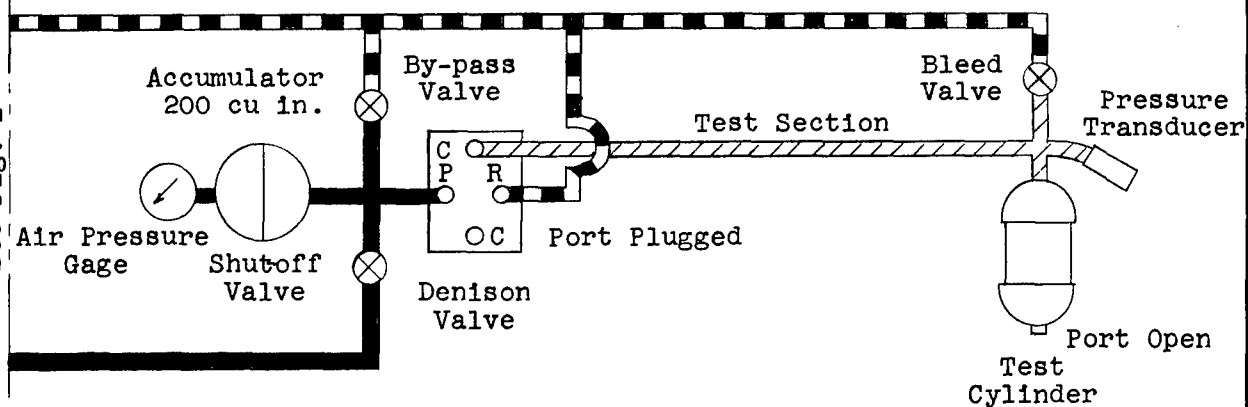 Accumulator
200 cu in.
By-pass
Valve
Bleed
Valve
Pressure
Transducer
Test Section
C
P
R
C
Port Plugged
Air Pressure
Gage
Shutoff
Valve
Denison
Valve
Port Open
Test
Cylinder